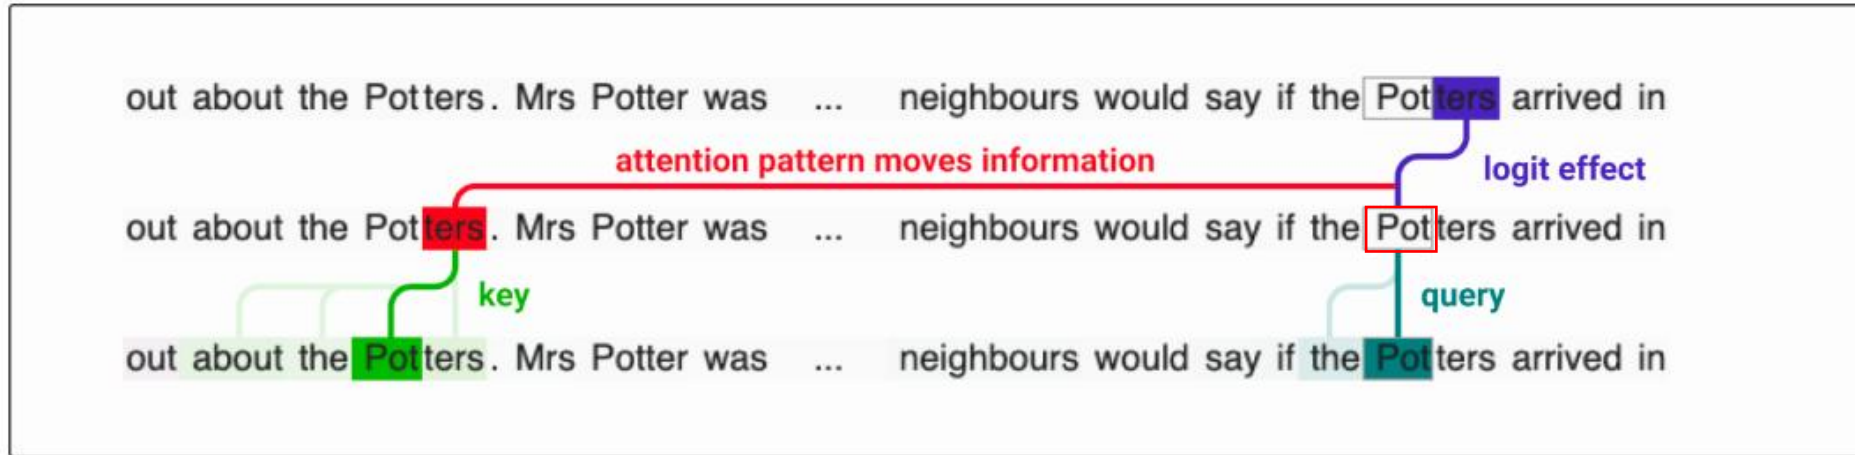 out about the Potters. Mrs Potter was ... neighbours would say if the Potters arrived in
attention pattern moves information
logit effect
out about the Potters. Mrs Potter was ... neighbours would say if the Potters arrived in
key
query
out about the Potters. Mrs Potter was ... neighbours would say if the Potters arrived in